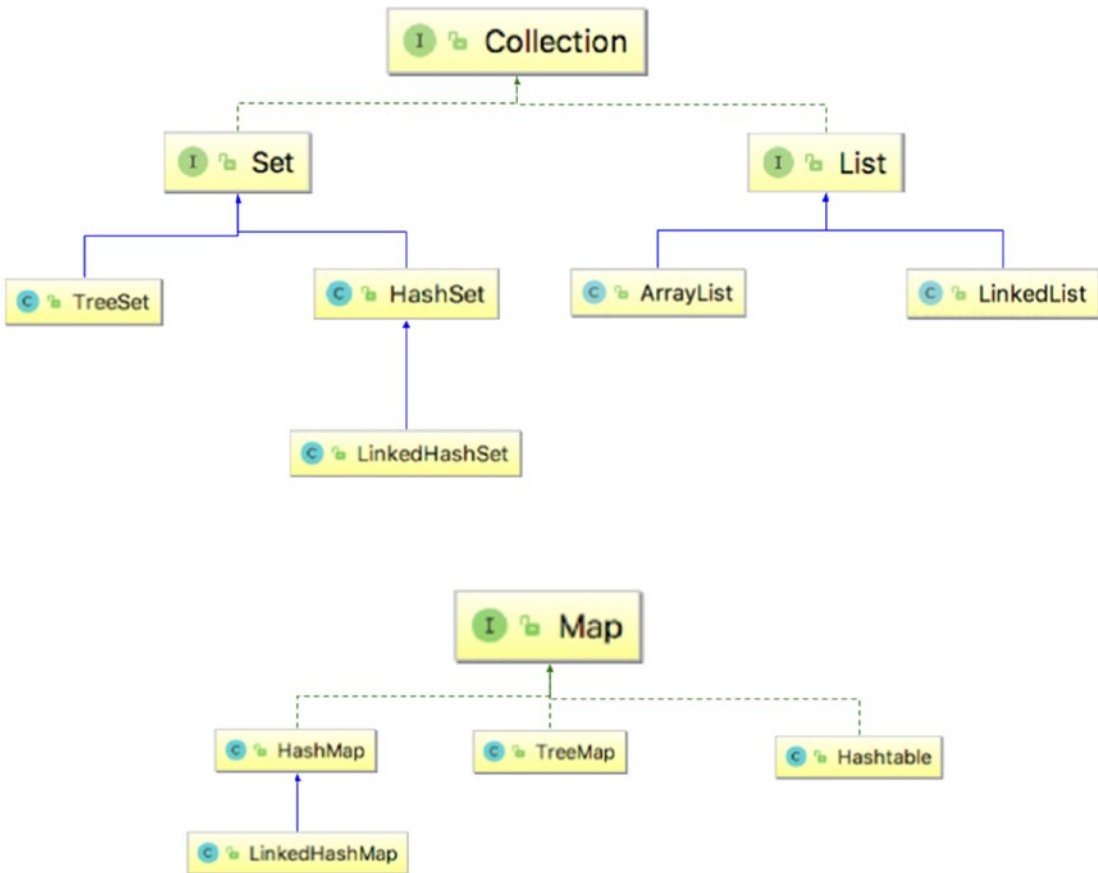 I Collection
I Set
I List
C TreeSet
C HashSet
C ArrayList
C LinkedList
C LinkedHashSet
I Map
C HashMap
C TreeMap
C Hashtable
C LinkedHashMap